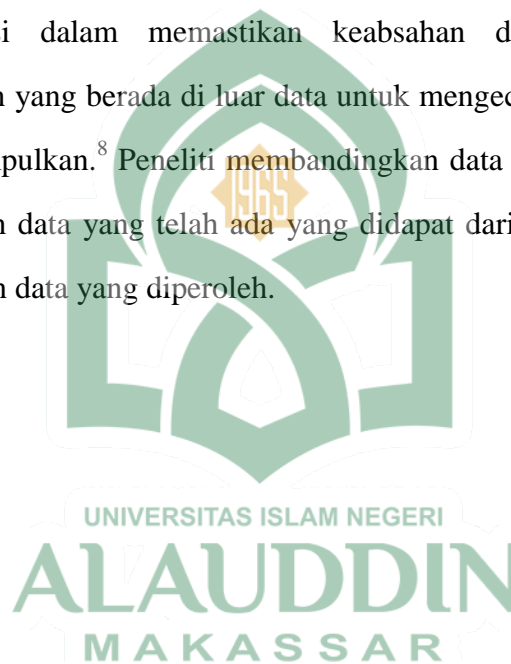 si dalam memastikan keabsahan d
n yang berada di luar data untuk mengec
pulkan.8 Peneliti membandingkan data
1965
n data yang telah ada yang didapat dari
n data yang diperoleh.
UNIVERSITAS ISLAM NEGERI
ALAUDDIN
MAKASSAR